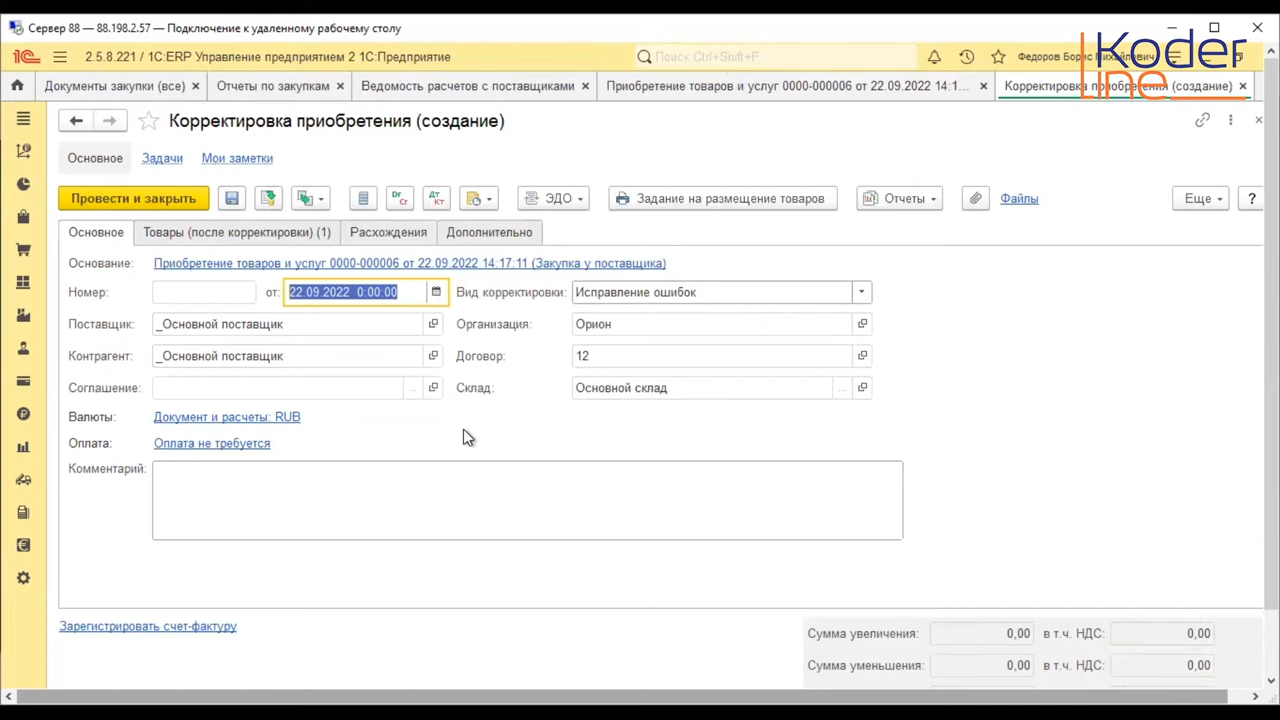 Сервер 88 — 88.198.2.57 — Подключение к удаленному рабочему столу
2.5.8.221 / 1С:ERP Управление предприятием 2 1С:Предприятие
Поиск Ctrl+Shift+F
Федоров Борис Михайлович
Koder
line
Документы закупки (все) ×
Отчеты по закупкам ×
Ведомость расчетов с поставщиками ×
Приобретение товаров и услуг 0000-000006 от 22.09.2022 14:1... ×
Корректировка приобретения (создание) ×
Корректировка приобретения (создание)
Основное Задачи Мои заметки
Провести и закрыть
Dr Cr
Дт Кт
ЭДО
Задание на размещение товаров
Отчеты
Файлы
Еще
?
Основное Товары (после корректировки) (1) Расхождения Дополнительно
Основание: Приобретение товаров и услуг 0000-000006 от 22.09.2022 14:17:11 (Закупка у поставщика)
Номер: от: 22.09.2022 0:00:00 Вид корректировки: Исправление ошибок
Поставщик: _Основной поставщик Организация: Орион
Контрагент: _Основной поставщик Договор: 12
Соглашение: ... Склад: Основной склад ...
Валюты: Документ и расчеты: RUB
Оплата: Оплата не требуется
Комментарий:
Зарегистрировать счет-фактуру
Сумма увеличения: 0,00 в т.ч. НДС: 0,00
Сумма уменьшения: 0,00 в т.ч. НДС: 0,00